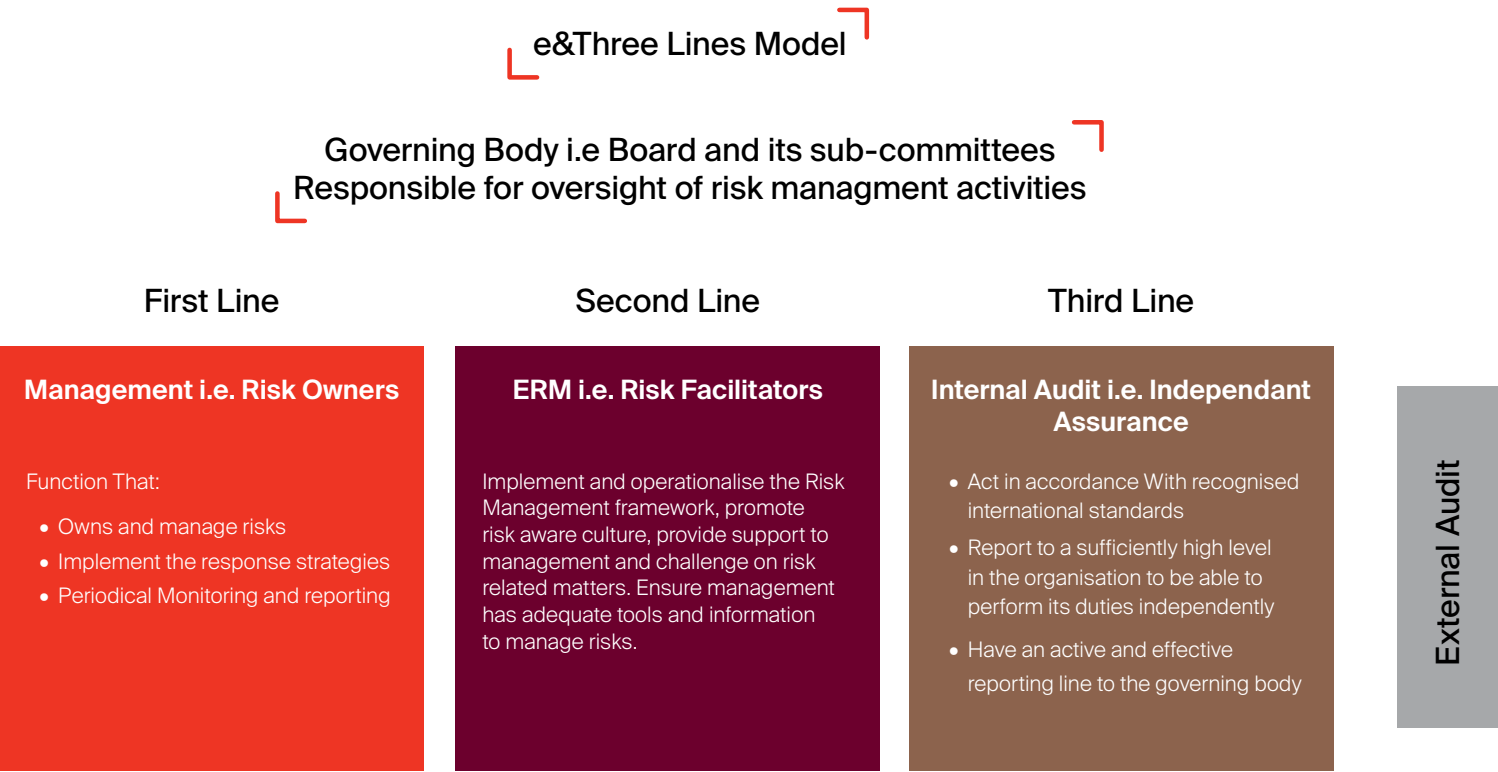 e&Three Lines Model
Governing Body i.e Board and its sub-committees
Responsible for oversight of risk managment activities
First Line
Management i.e. Risk Owners
Function That:
• Owns and manage risks
• Implement the response strategies
• Periodical Monitoring and reporting
Second Line
ERM i.e. Risk Facilitators
Implement and operationalise the Risk
Management framework, promote
risk aware culture, provide support to
management and challenge on risk
related matters. Ensure management
has adequate tools and information
to manage risks.
Third Line
Internal Audit i.e. Independant
Assurance
• Act in accordance With recognised
international standards
• Report to a sufficiently high level
in the organisation to be able to
perform its duties independently
• Have an active and effective
reporting line to the governing body
External Audit